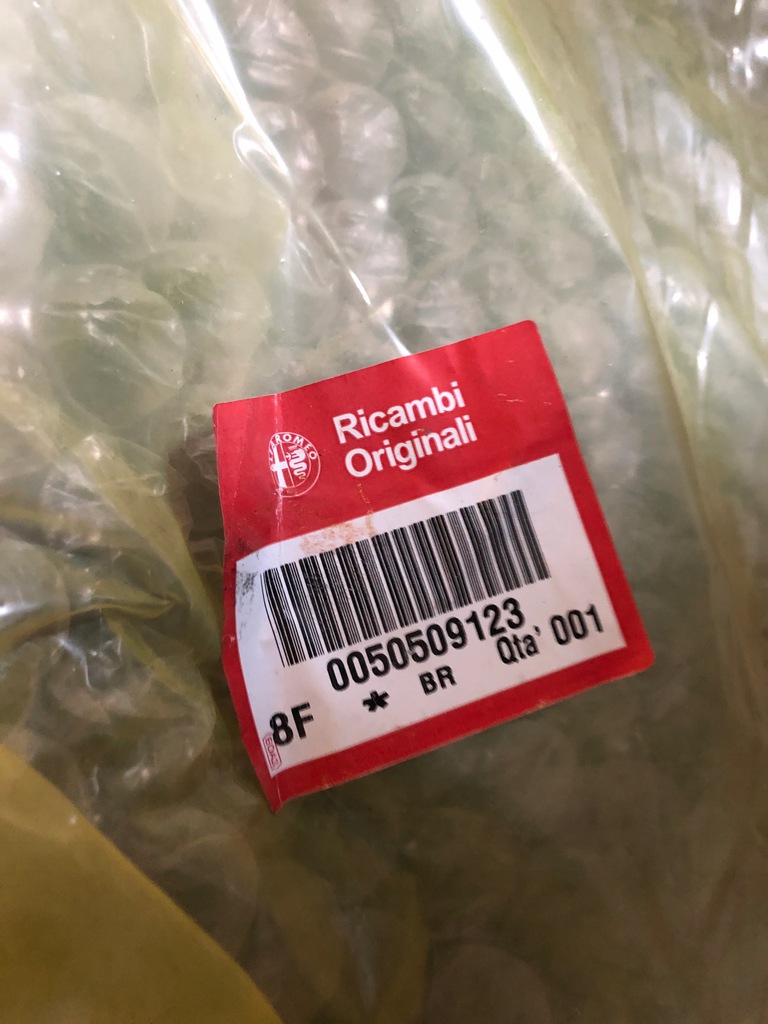 Ricambi
Originali
0050509123
8F * BR Qta' 001